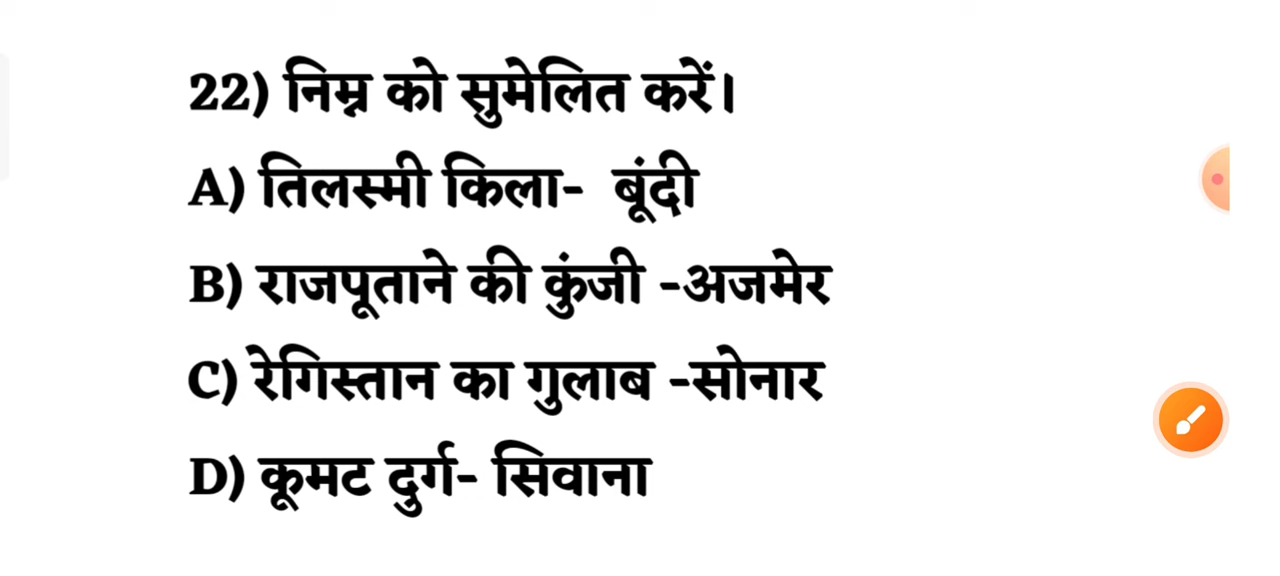 22) निम्न को सुमेलित करें।
A) तिलस्मी किला- बूंदी
B) राजपूताने की कुंजी -अजमेर
C) रेगिस्तान का गुलाब -सोनार
D) कूमट दुर्ग- सिवाना